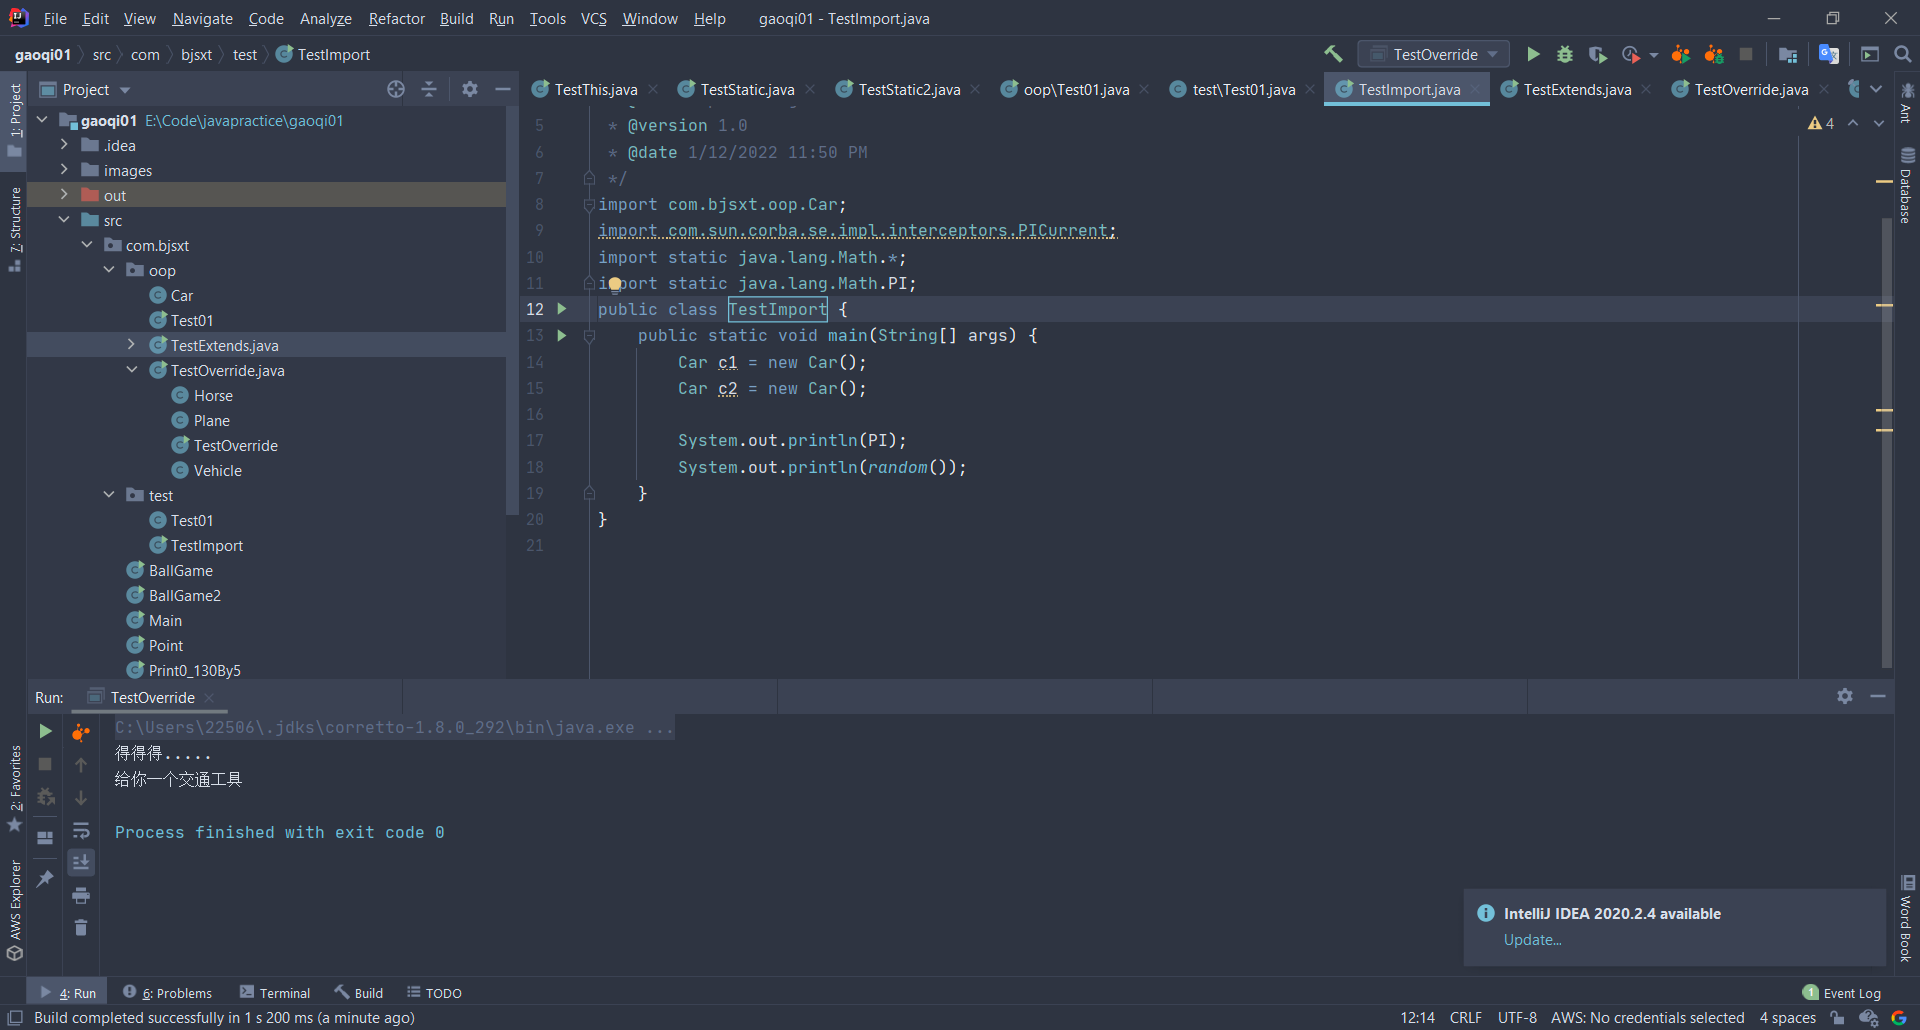 File Edit View Navigate Code Analyze Refactor Build Run Tools VCS Window Help gaoqi01 - TestImport.java
gaoqi01 src com bjsxt test TestImport
TestOverride
1: Project
7: Structure
2: Favorites
AWS Explorer
Project
gaoqi01 E:\Code\javapractice\gaoqi01
.idea
images
out
src
com.bjsxt
oop
Car
Test01
TestExtends.java
TestOverride.java
Horse
Plane
TestOverride
Vehicle
test
Test01
TestImport
BallGame
BallGame2
Main
Point
Print0_130By5
TestThis.java TestStatic.java TestStatic2.java oop\Test01.java test\Test01.java TestImport.java TestExtends.java TestOverride.java
4
5 * @version 1.0
6 * @date 1/12/2022 11:50 PM
7 */
8 import com.bjsxt.oop.Car;
9 import com.sun.corba.se.impl.interceptors.PICurrent;
10 import static java.lang.Math.*;
11 import static java.lang.Math.PI;
12 public class TestImport {
13 public static void main(String[] args) {
14 Car c1 = new Car();
15 Car c2 = new Car();
16
17 System.out.println(PI);
18 System.out.println(random());
19 }
20 }
21
Ant
Database
Word Book
Run: TestOverride
C:\Users\22506\.jdks\corretto-1.8.0_292\bin\java.exe ...
得得得.....
给你一个交通工具
Process finished with exit code 0
IntelliJ IDEA 2020.2.4 available
Update...
4: Run 6: Problems Terminal Build TODO 1 Event Log
Build completed successfully in 1 s 200 ms (a minute ago) 12:14 CRLF UTF-8 AWS: No credentials selected 4 spaces